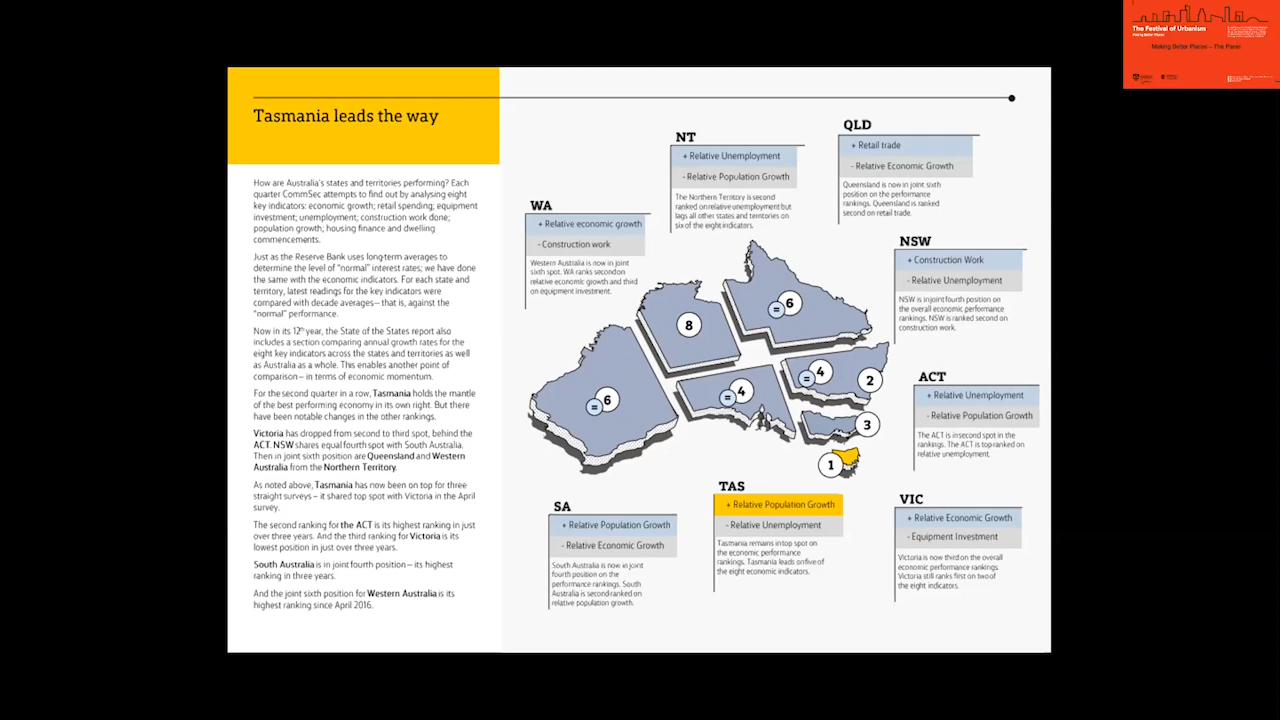 Tasmania leads the way
How are Australia's states and territories performing? Each
quarter CommSec attempts to find out by analysing eight
key indicators: economic growth; retail spending; equipment
investment; unemployment; construction work done;
population growth; housing finance and dwelling
commencements.
Just as the Reserve Bank uses long-term averages to
determine the level of "normal" interest rates; we have done
the same with the economic indicators. For each state and
territory, latest readings for the key indicators were
compared with decade averages – that is, against the
"normal" performance.
Now in its 12th year, the State of the States report also
includes a section comparing annual growth rates for the
eight key indicators across the states and territories as well
as Australia as a whole. This enables another point of
comparison – in terms of economic momentum.
For the second quarter in a row, Tasmania holds the mantle
of the best performing economy in its own right. But there
have been notable changes in the other rankings.
Victoria has dropped from second to third spot, behind the
ACT. NSW shares equal fourth spot with South Australia.
Then in joint sixth position are Queensland and Western
Australia from the Northern Territory.
As noted above, Tasmania has now been on top for three
straight surveys – it shared top spot with Victoria in the April
survey.
The second ranking for the ACT is its highest ranking in just
over three years. And the third ranking for Victoria is its
lowest position in just over three years.
South Australia is in joint fourth position – its highest
ranking in three years.
And the joint sixth position for Western Australia is its
highest ranking since April 2016.
WA
+ Relative economic growth
- Construction work
Western Australia is now in joint
sixth spot. WA ranks second on
relative economic growth and third
on equipment investment.
NT
+ Relative Unemployment
- Relative Population Growth
The Northern Territory is second
ranked on relative unemployment but
lags all other states and territories on
six of the eight indicators.
QLD
+ Retail trade
- Relative Economic Growth
Queensland is now in joint sixth
position on the performance
rankings. Queensland is ranked
second on retail trade.
NSW
+ Construction Work
- Relative Unemployment
NSW is in joint fourth position on
the overall economic performance
rankings. NSW is ranked second on
construction work.
ACT
+ Relative Unemployment
- Relative Population Growth
The ACT is in second spot in the
rankings. The ACT is top ranked on
relative unemployment.
= 6
8
= 6
= 4
= 4
2
3
1
SA
+ Relative Population Growth
- Relative Economic Growth
South Australia is now in joint
fourth position on the
performance rankings. South
Australia is second ranked on
relative population growth.
TAS
+ Relative Population Growth
- Relative Unemployment
Tasmania remains in top spot on
the economic performance
rankings. Tasmania leads on five of
the eight economic indicators.
VIC
+ Relative Economic Growth
- Equipment Investment
Victoria is now third on the overall
economic performance rankings.
Victoria still ranks first on two of
the eight indicators.
The Festival of Urbanism
Making Better Places
Making Better Places – The Panel